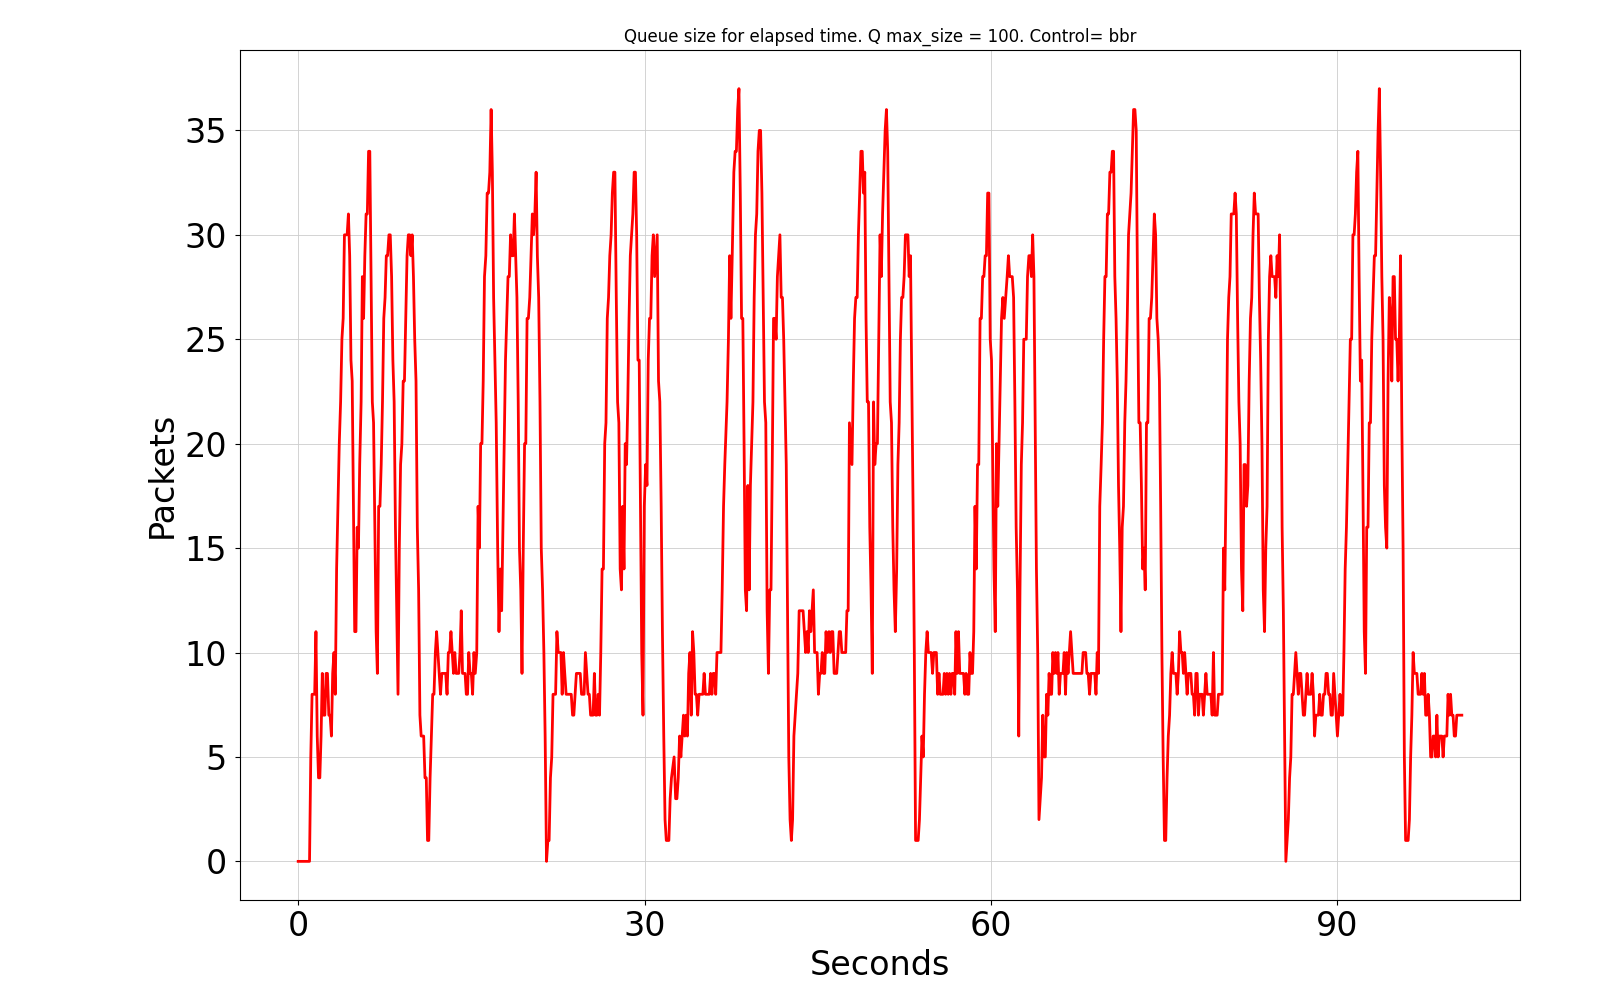 Queue size for elapsed time. Q max_size = 100. Control= bbr
Packets
35
30
25
20
15
10
5
0
0 30 60 90
Seconds